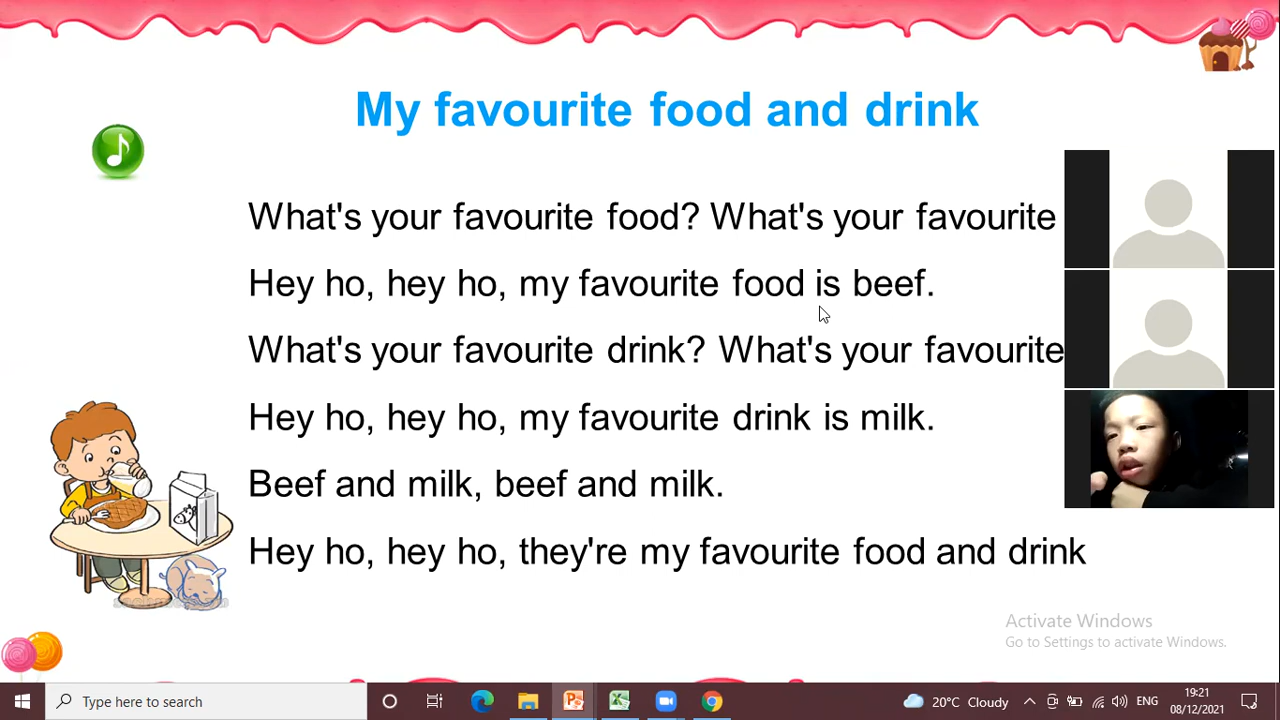 My favourite food and drink
What's your favourite food? What's your favourite
Hey ho, hey ho, my favourite food is beef.
What's your favourite drink? What's your favourite
Hey ho, hey ho, my favourite drink is milk.
Beef and milk, beef and milk.
Hey ho, hey ho, they're my favourite food and drink
Activate Windows
Go to Settings to activate Windows.
Type here to search
20°C Cloudy
ENG
19:21
08/12/2021